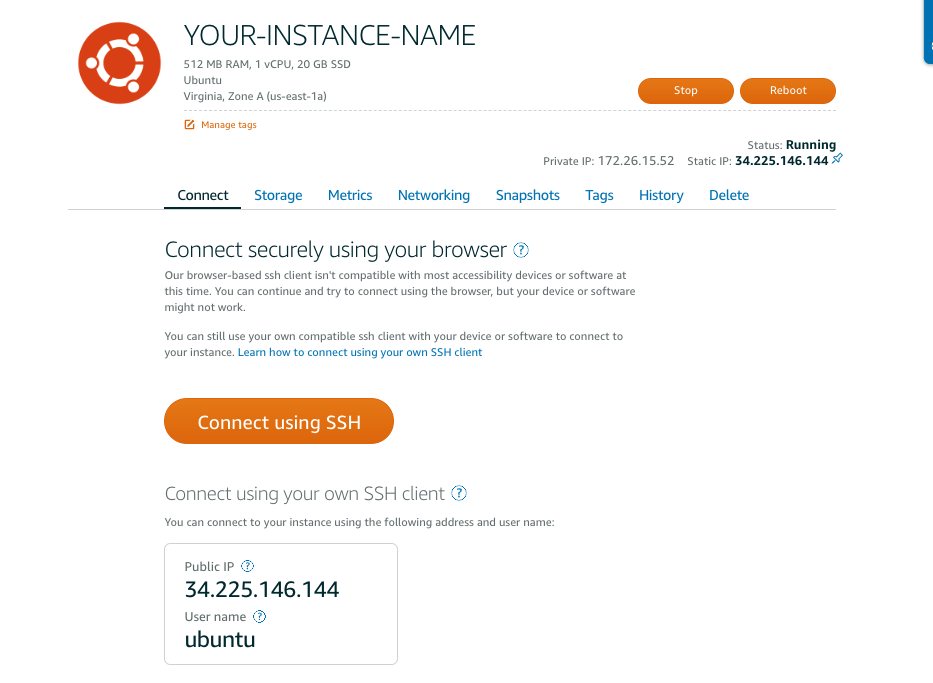 YOUR-INSTANCE-NAME
512 MB RAM, 1 vCPU, 20 GB SSD
Ubuntu
Virginia, Zone A (us-east-1a)
Stop Reboot
Manage tags
Status: Running
Private IP: 172.26.15.52 Static IP: 34.225.146.144
Connect Storage Metrics Networking Snapshots Tags History Delete
Connect securely using your browser ?
Our browser-based ssh client isn't compatible with most accessibility devices or software at
this time. You can continue and try to connect using the browser, but your device or software
might not work.
You can still use your own compatible ssh client with your device or software to connect to
your instance. Learn how to connect using your own SSH client
Connect using SSH
Connect using your own SSH client ?
You can connect to your instance using the following address and user name:
Public IP ?
34.225.146.144
User name ?
ubuntu